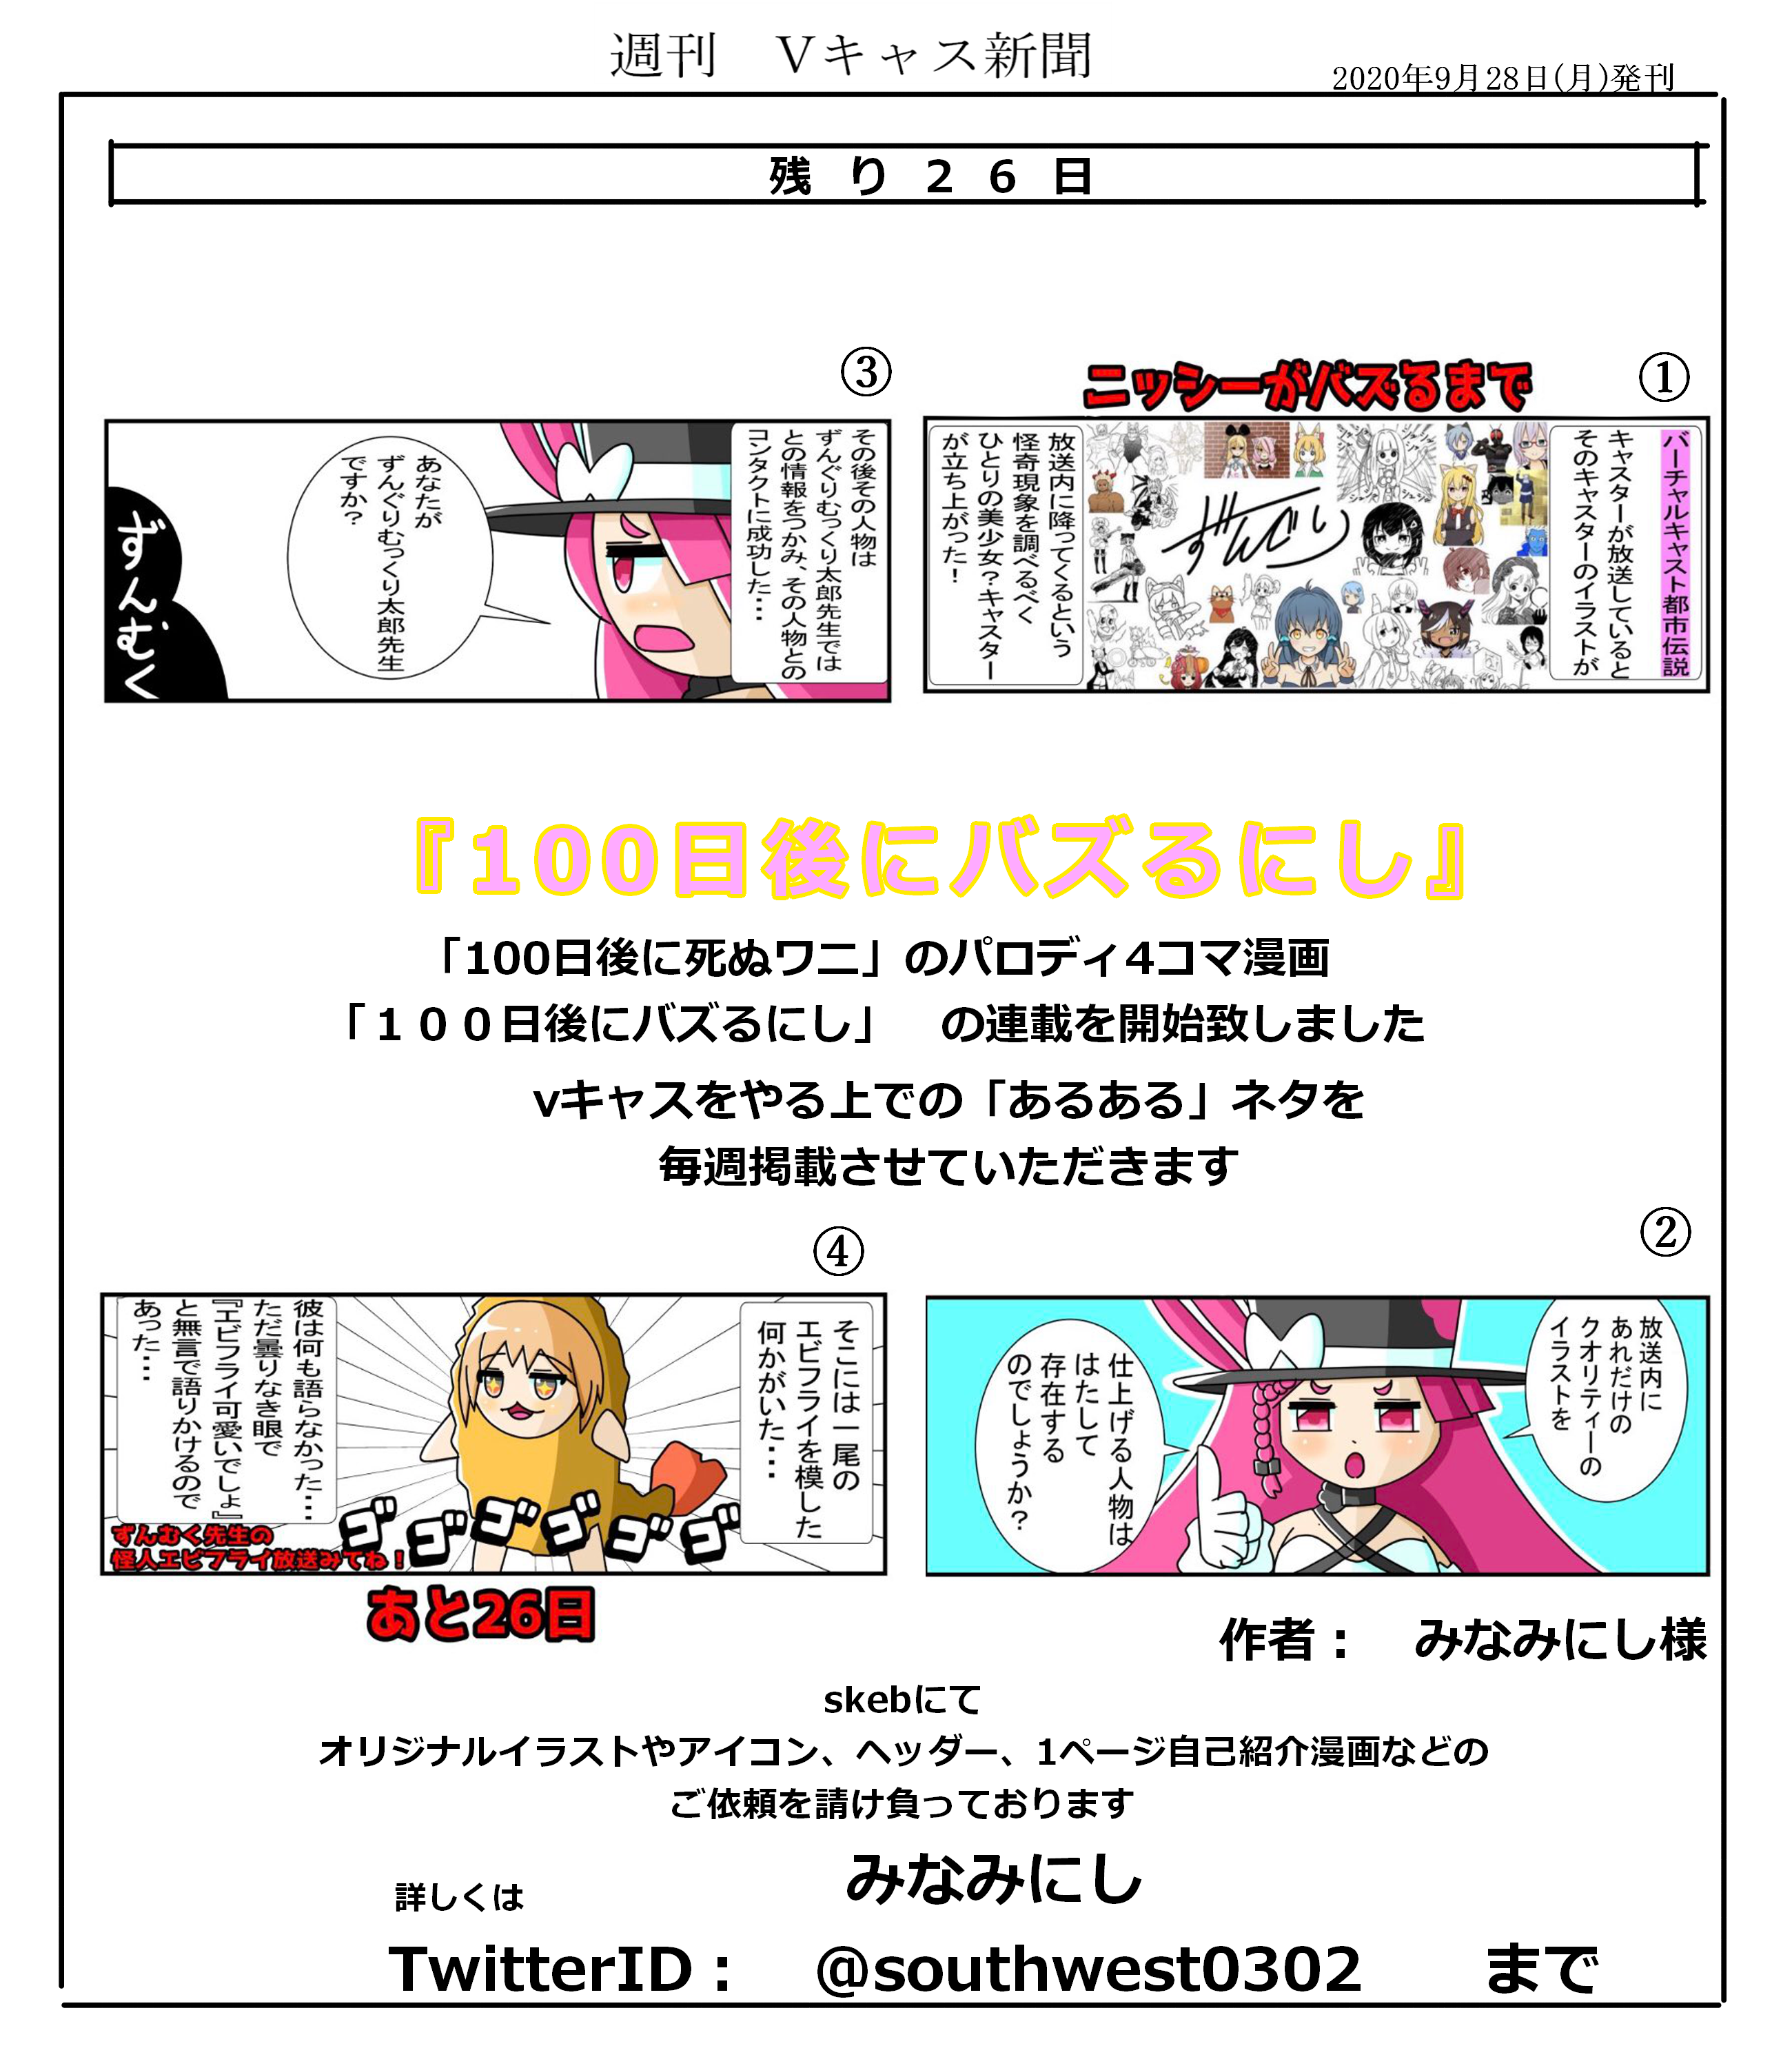 週刊　Vキャス新聞
2020年9月28日(月)発刊
残り２６日
①
ニッシーがバズるまで
バーチャルキャスト都市伝説
キャスターが放送していると
そのキャスターのイラストが
ずんぐし
放送内に降ってくるという
怪奇現象を調べるべく
ひとりの美少女?キャスター
が立ち上がった!
③
その後その人物は
ずんぐりむっくり太郎先生では
との情報をつかみ、その人物との
コンタクトに成功した・・・
あなたが
ずんぐりむっくり太郎先生
ですか?
ずんむく
『100日後にバズるにし』
「100日後に死ぬワニ」のパロディ4コマ漫画
「１００日後にバズるにし」　の連載を開始致しました
vキャスをやる上での「あるある」ネタを
毎週掲載させていただきます
②
放送内に
あれだけの
クオリティーの
イラストを
仕上げる人物は
はたして
存在する
のでしょうか?
④
そこには一尾の
エビフライを模した
何かがいた・・・
ゴゴゴゴゴゴ
彼は何も語らなかった・・・
ただ曇りなき眼で
『エビフライ可愛いでしょ』
と無言で語りかけるので
あった・・・
ずんむく先生の
怪人エビフライ放送みてね!
あと26日
作者：　みなみにし様
skebにて
オリジナルイラストやアイコン、ヘッダー、1ページ自己紹介漫画などの
ご依頼を請け負っております
みなみにし
詳しくは
TwitterID：　@southwest0302　　まで